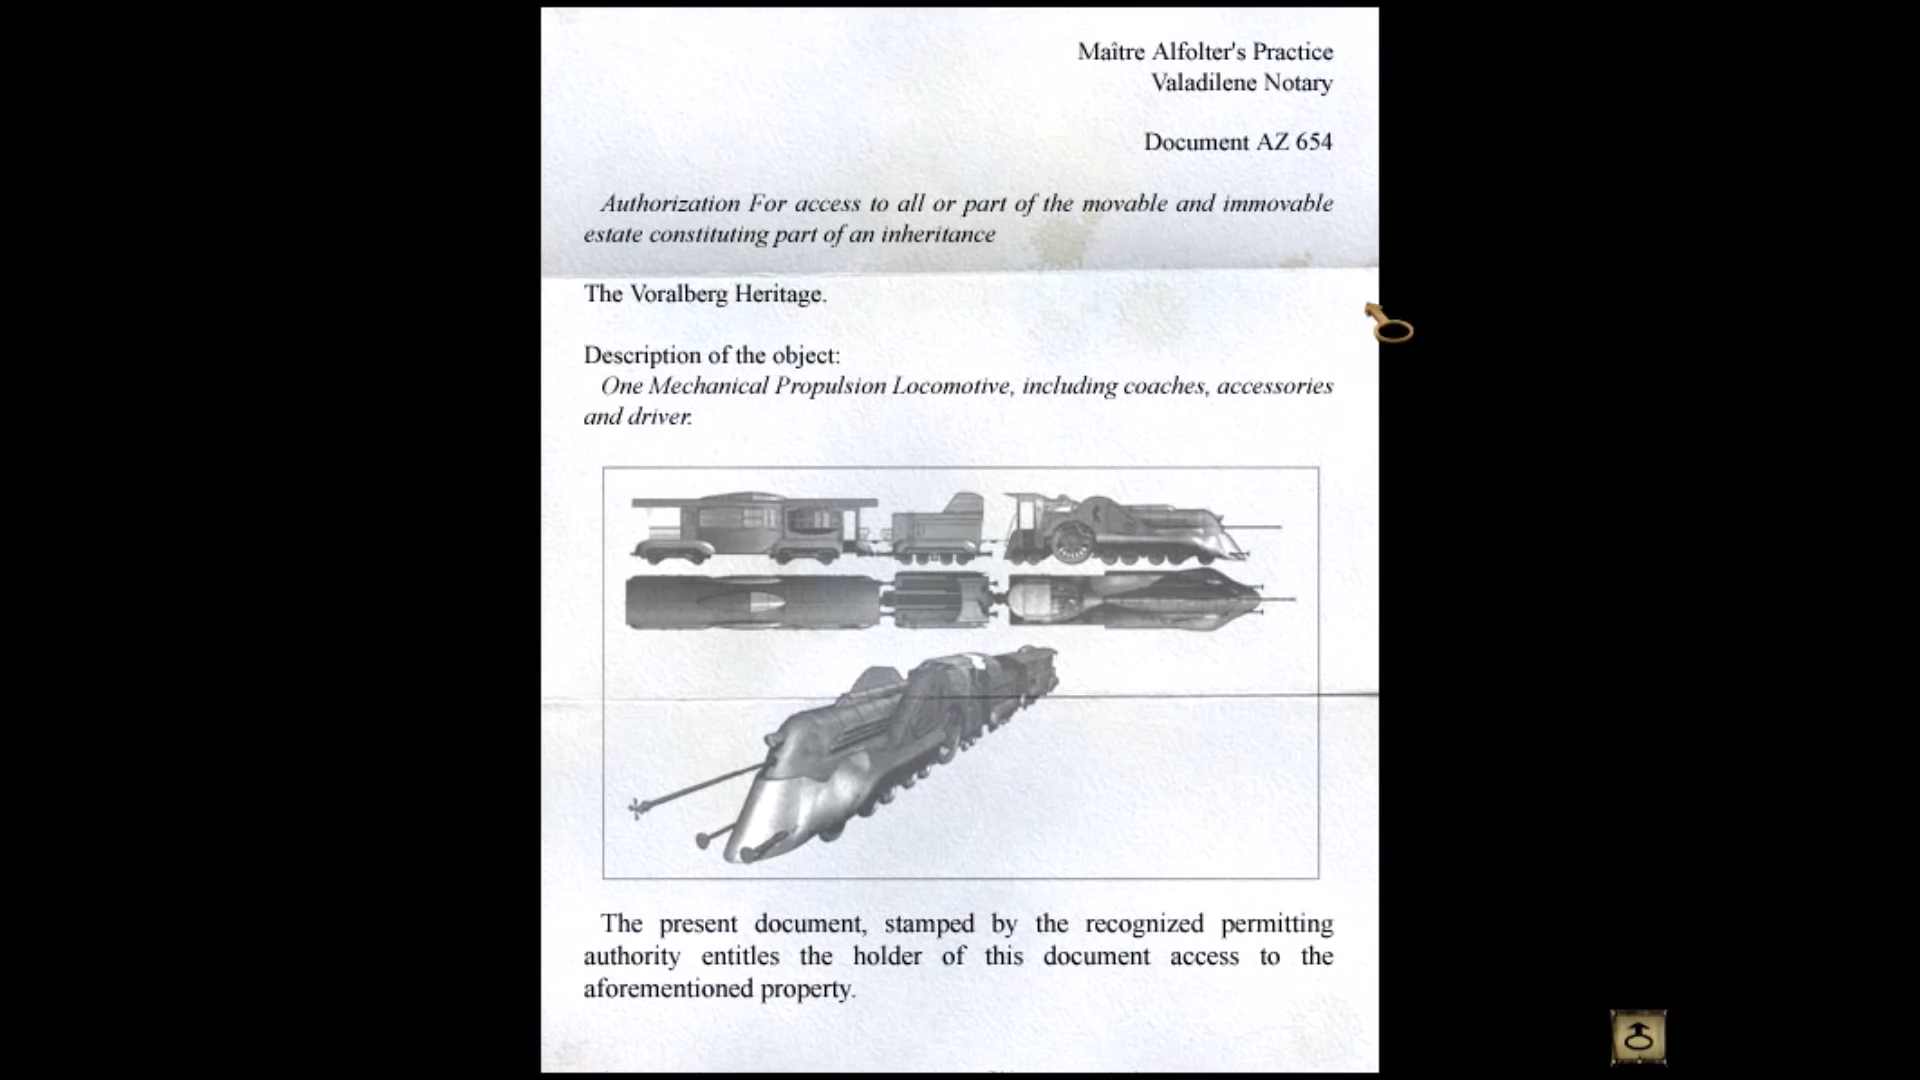 Maître Alfolter's Practice
Valadilene Notary
Document AZ 654
Authorization For access to all or part of the movable and immovable
estate constituting part of an inheritance
The Voralberg Heritage.
Description of the object:
One Mechanical Propulsion Locomotive, including coaches, accessories
and driver.
The present document, stamped by the recognized permitting
authority entitles the holder of this document access to the
aforementioned property.